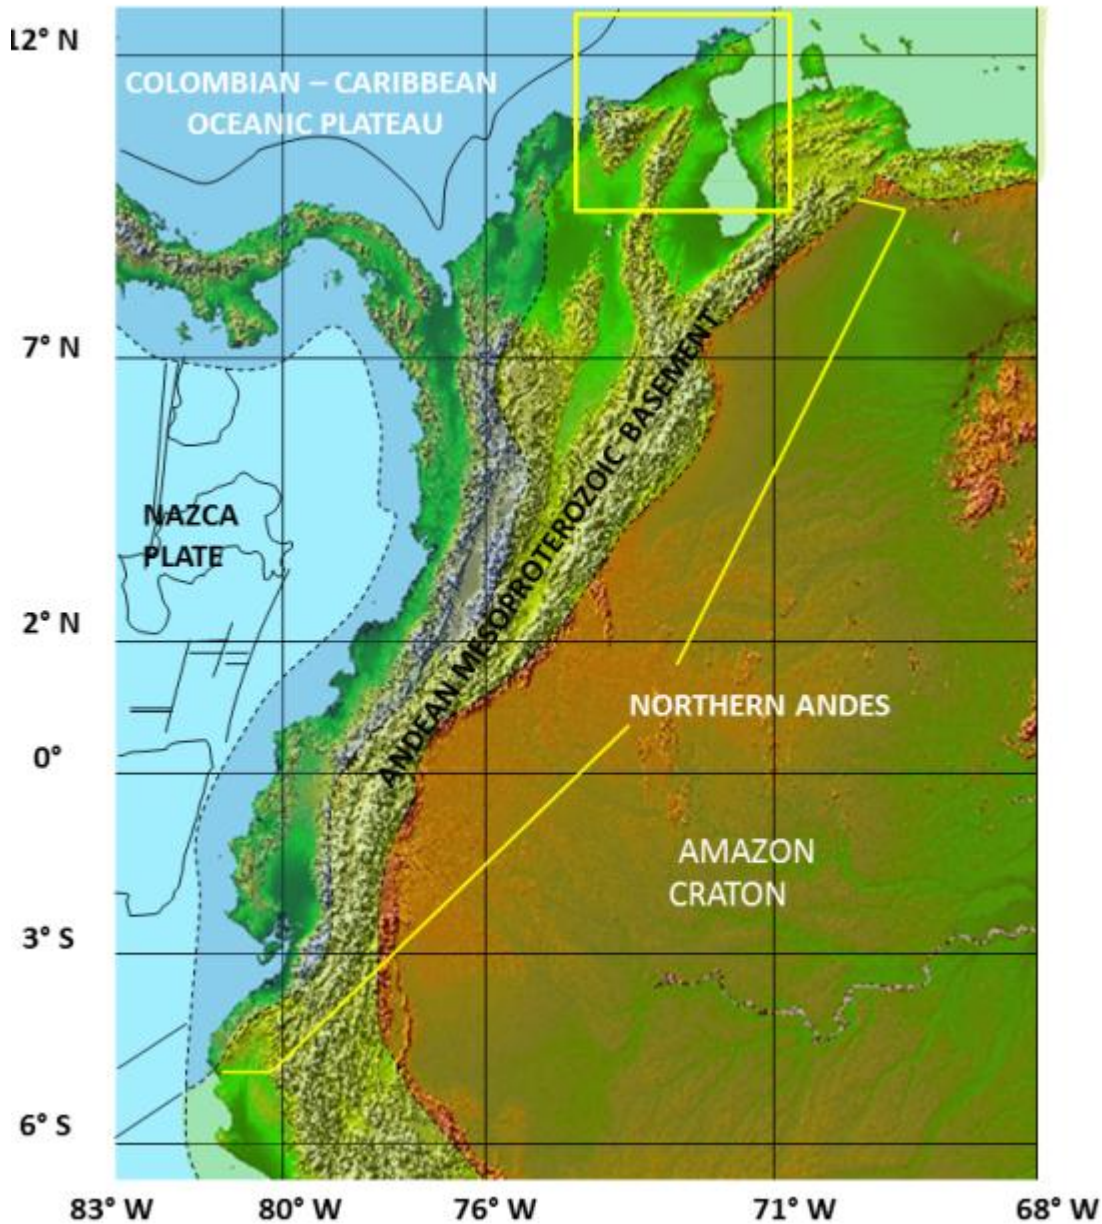 12° N
COLOMBIAN – CARIBBEAN
OCEANIC PLATEAU
7° N
NAZCA
PLATE
ANDEAN MESOPROTEROZOIC BASEMENT
2° N
NORTHERN ANDES
0°
AMAZON
CRATON
3° S
6° S
83° W 80° W 76° W 71° W 68° W